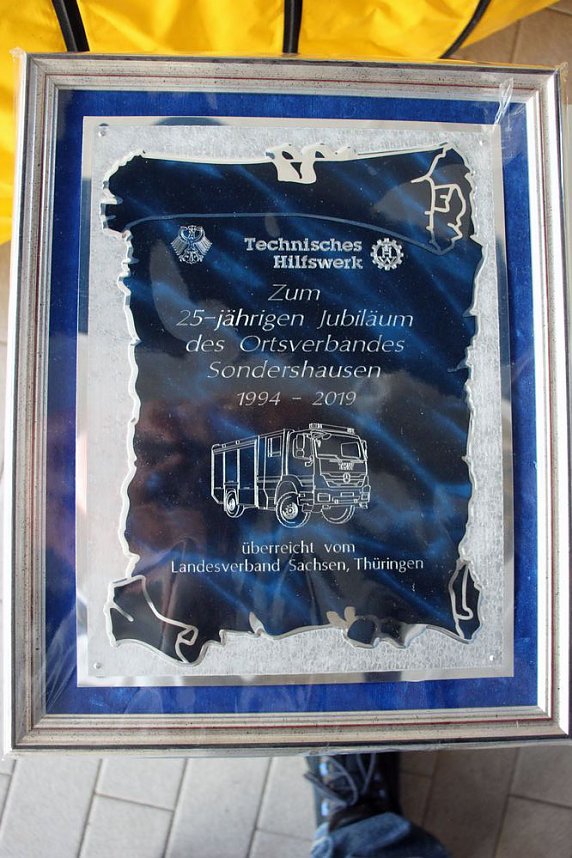 Technisches
Hilfswerk
Zum
25-jährigen Jubiläum
des Ortsverbandes
Sondershausen
1994 - 2019
überreicht vom
Landesverband Sachsen, Thüringen